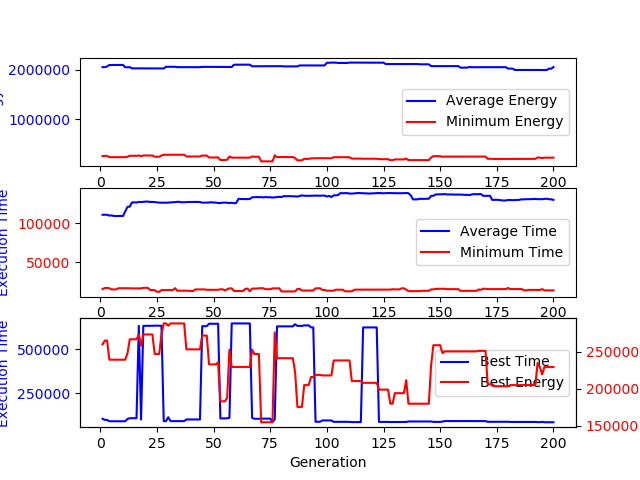 2000000
1000000
Average Energy
Minimum Energy
0 25 50 75 100 125 150 175 200
Execution Time
100000
50000
Average Time
Minimum Time
0 25 50 75 100 125 150 175 200
Generation
Execution Time
500000
250000
Best Time
Best Energy
250000
200000
150000
0 25 50 75 100 125 150 175 200
Generation